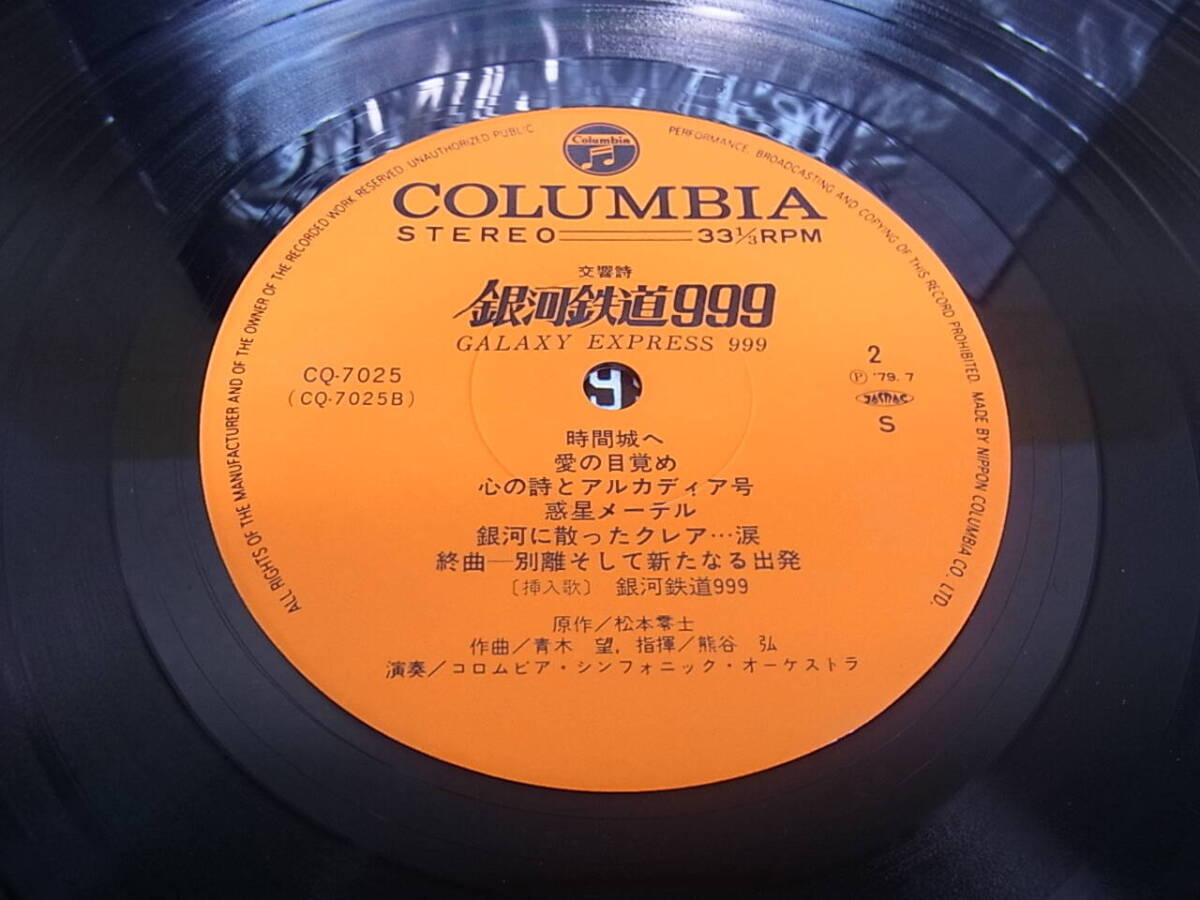 Columbia
COLUMBIA
STEREO 33⅓RPM
交響詩
銀河鉄道999
GALAXY EXPRESS 999
CQ-7025
(CQ-7025B)
2
Ⓟ '79.7
JASRAC
S
9
時間城へ
愛の目覚め
心の詩とアルカディア号
惑星メーテル
銀河に散ったクレア…涙
終曲─別離そして新たなる出発
〔挿入歌〕 銀河鉄道999
原作/松本零士
作曲/青木 望, 指揮/熊谷 弘
演奏/コロムビア・シンフォニック・オーケストラ
ALL RIGHTS OF THE MANUFACTURER AND OF THE OWNER OF THE RECORDED WORK RESERVED. UNAUTHORIZED PUBLIC PERFORMANCE, BROADCASTING AND COPYING OF THIS RECORD PROHIBITED. MADE BY NIPPON COLUMBIA CO., LTD.